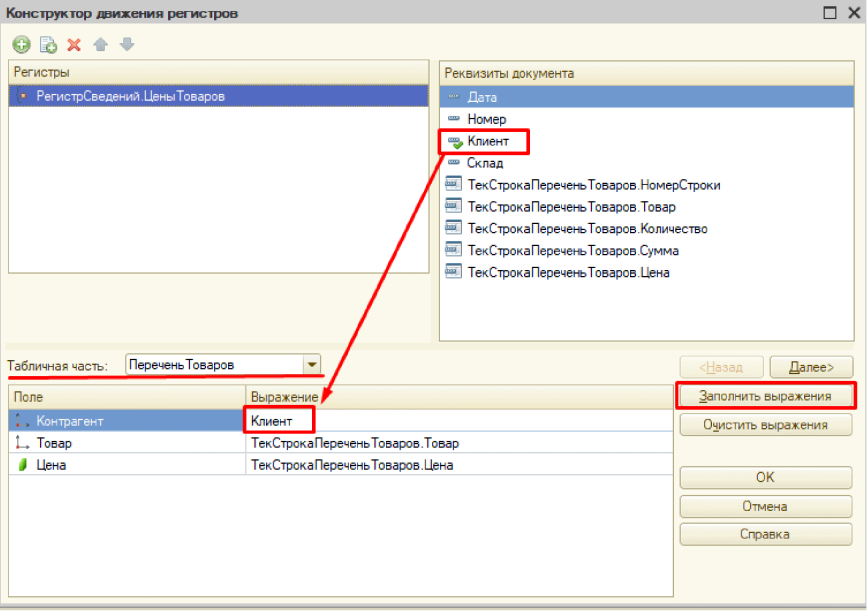 Конструктор движения регистров
Регистры
РегистрСведений.ЦеныТоваров
Реквизиты документа
Дата
Номер
Клиент
Склад
ТекСтрокаПереченьТоваров.НомерСтроки
ТекСтрокаПереченьТоваров.Товар
ТекСтрокаПереченьТоваров.Количество
ТекСтрокаПереченьТоваров.Сумма
ТекСтрокаПереченьТоваров.Цена
Табличная часть: ПереченьТоваров
<Назад Далее>
Поле Выражение
Контрагент Клиент
Товар ТекСтрокаПереченьТоваров.Товар
Цена ТекСтрокаПереченьТоваров.Цена
Заполнить выражения
Очистить выражения
OK
Отмена
Справка